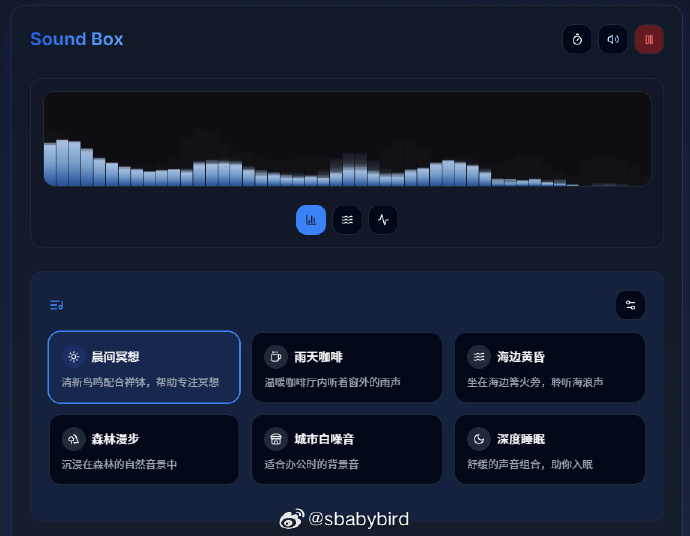 Sound Box
晨间冥想
清新鸟鸣配合禅钵，帮助专注冥想
雨天咖啡
温暖咖啡厅内听着窗外的雨声
海边黄昏
坐在海边篝火旁，聆听海浪声
森林漫步
沉浸在森林的自然音景中
城市白噪音
适合办公时的背景音
深度睡眠
舒缓的声音组合，助你入眠
@sbabybird